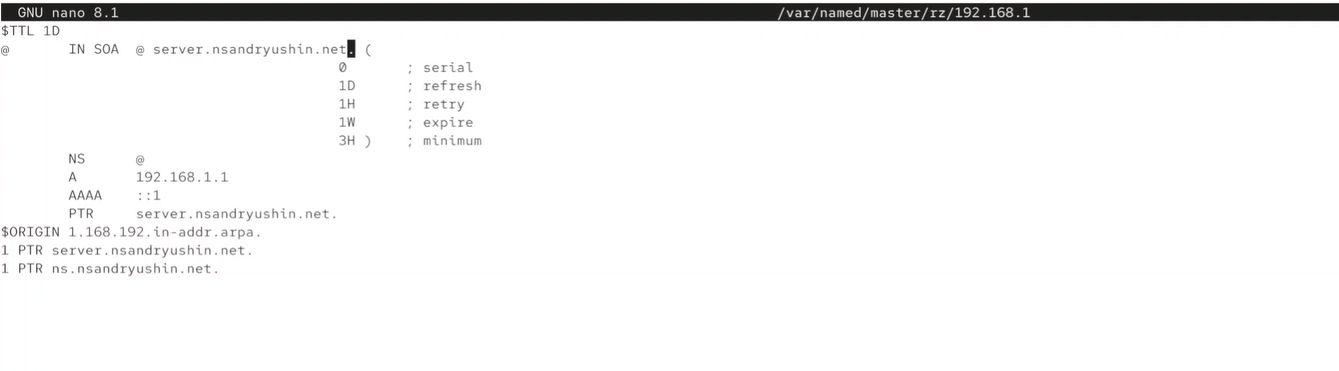 GNU nano 8.1 /var/named/master/rz/192.168.1
$TTL 1D
@ IN SOA @ server.nsandryushin.net. (
0 ; serial
1D ; refresh
1H ; retry
1W ; expire
3H ) ; minimum
NS @
A 192.168.1.1
AAAA ::1
PTR server.nsandryushin.net.
$ORIGIN 1.168.192.in-addr.arpa.
1 PTR server.nsandryushin.net.
1 PTR ns.nsandryushin.net.